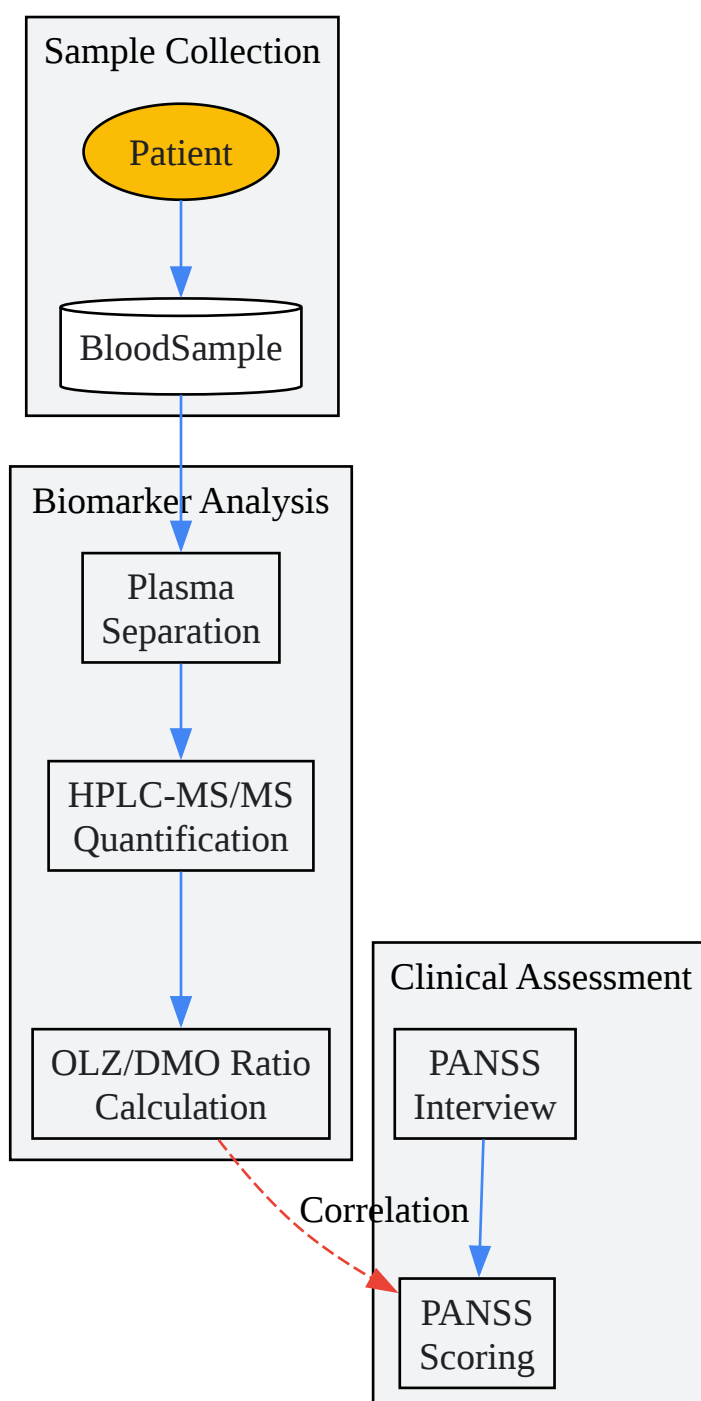 Sample Collection
Patient
BloodSample
Biomarker Analysis
Plasma
Separation
HPLC-MS/MS
Quantification
OLZ/DMO Ratio
Calculation
Clinical Assessment
PANSS
Interview
Correlation
PANSS
Scoring